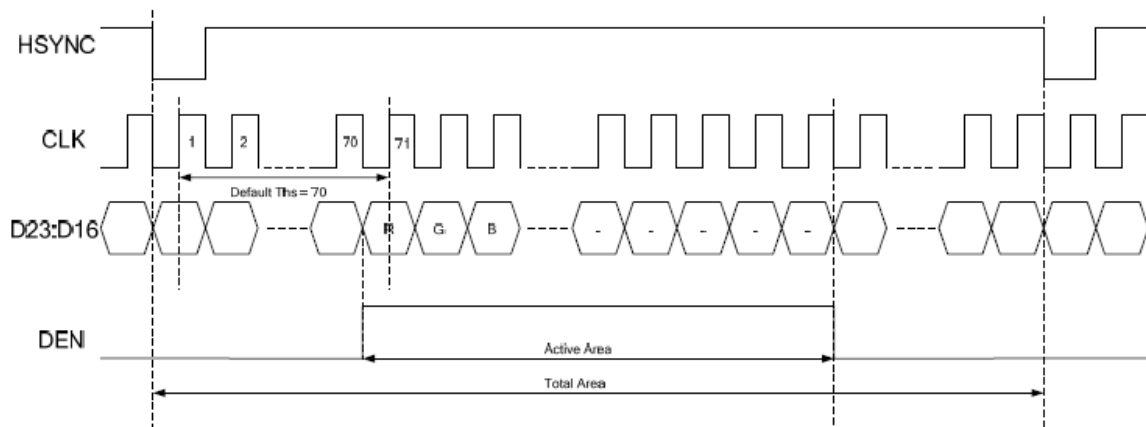 HSYNC
CLK
1 2 70 71
Default Ths = 70
D23:D16
R G B - - - - -
DEN
Active Area
Total Area